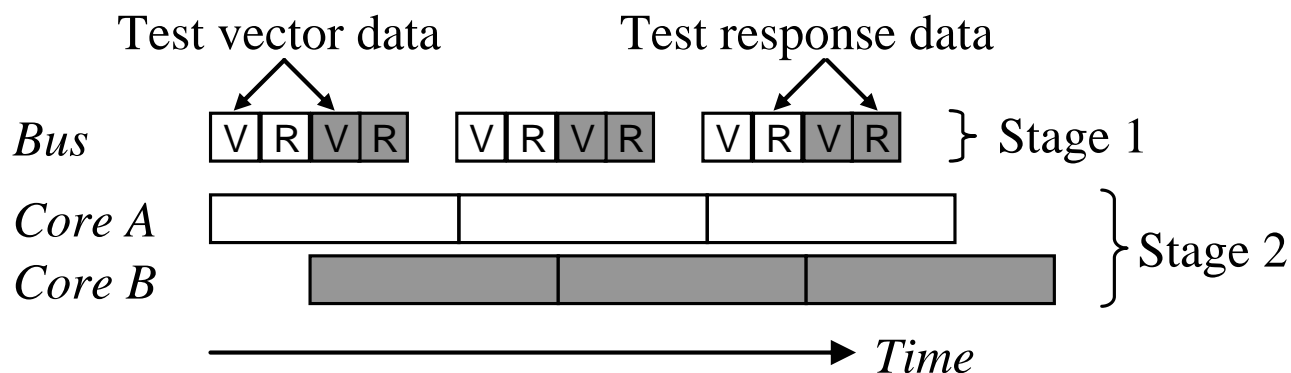 Test vector data Test response data
Bus V R V R V R V R V R V R Stage 1
Core A
Core B Stage 2
Time